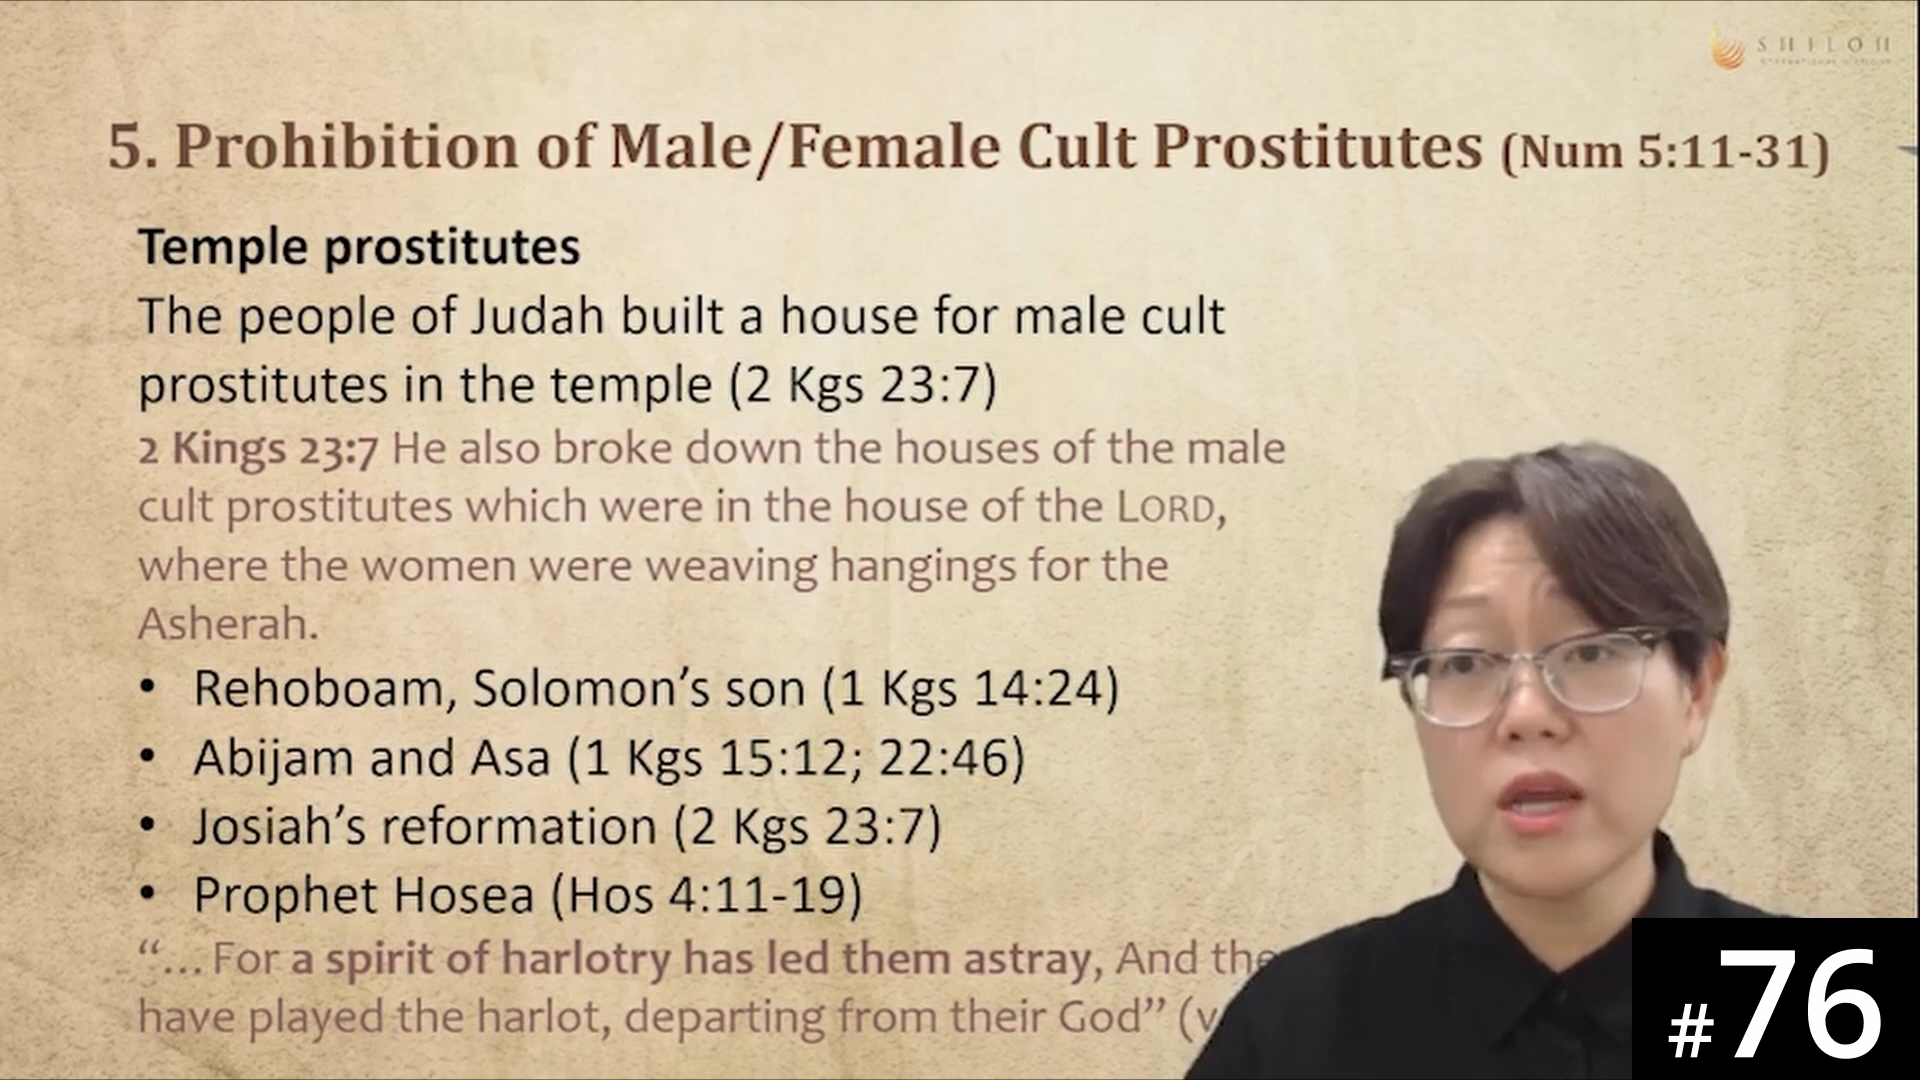 SHILOH
5. Prohibition of Male/Female Cult Prostitutes (Num 5:11-31)
Temple prostitutes
The people of Judah built a house for male cult
prostitutes in the temple (2 Kgs 23:7)
2 Kings 23:7 He also broke down the houses of the male
cult prostitutes which were in the house of the LORD,
where the women were weaving hangings for the
Asherah.
• Rehoboam, Solomon’s son (1 Kgs 14:24)
• Abijam and Asa (1 Kgs 15:12; 22:46)
• Josiah’s reformation (2 Kgs 23:7)
• Prophet Hosea (Hos 4:11-19)
“… For a spirit of harlotry has led them astray, And the
have played the harlot, departing from their God” (v
#76